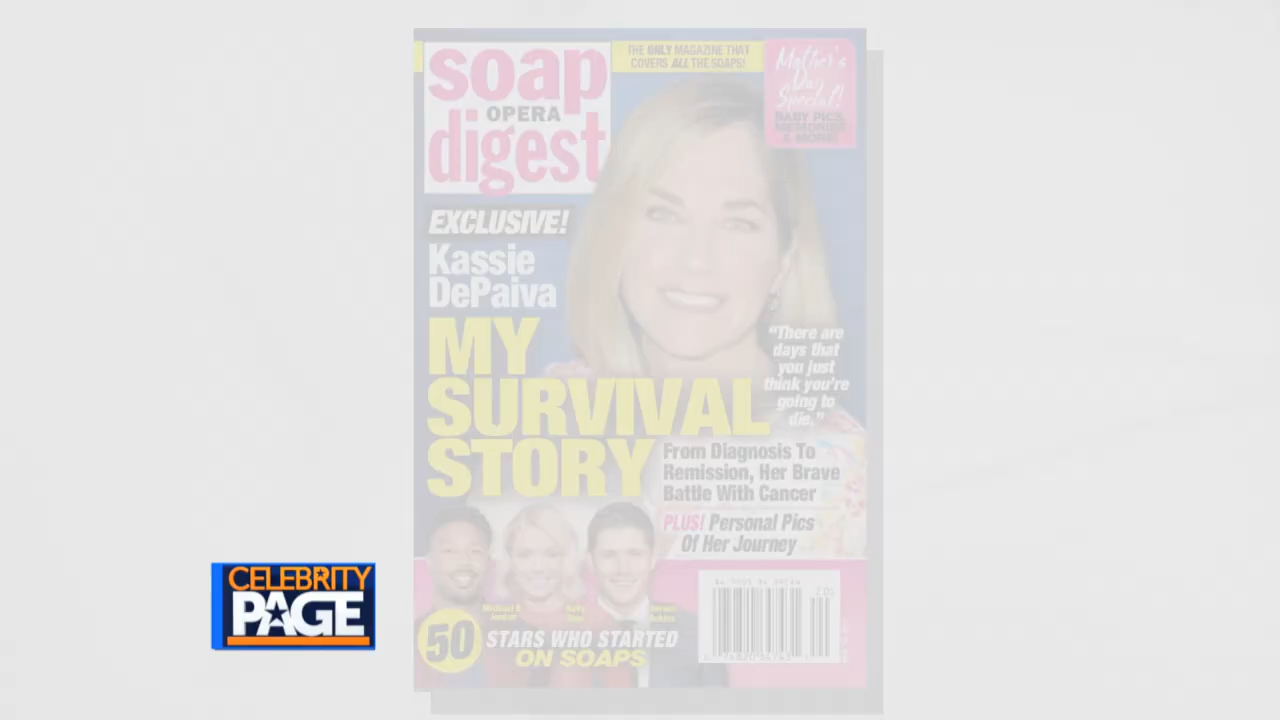 soap
OPERA
digest
THE ONLY MAGAZINE THAT
COVERS ALL THE SOAPS!
Mother's
Day
Special!
BABY PICS,
MEMORIES
& MORE!
EXCLUSIVE!
Kassie
DePaiva
MY
SURVIVAL
STORY
“There are
days that
you just
think you're
going to
die.”
From Diagnosis To
Remission, Her Brave
Battle With Cancer
PLUS! Personal Pics
Of Her Journey
Michael B.
50
STARS WHO STARTED
ON SOAPS
CELEBRITY
PAGE